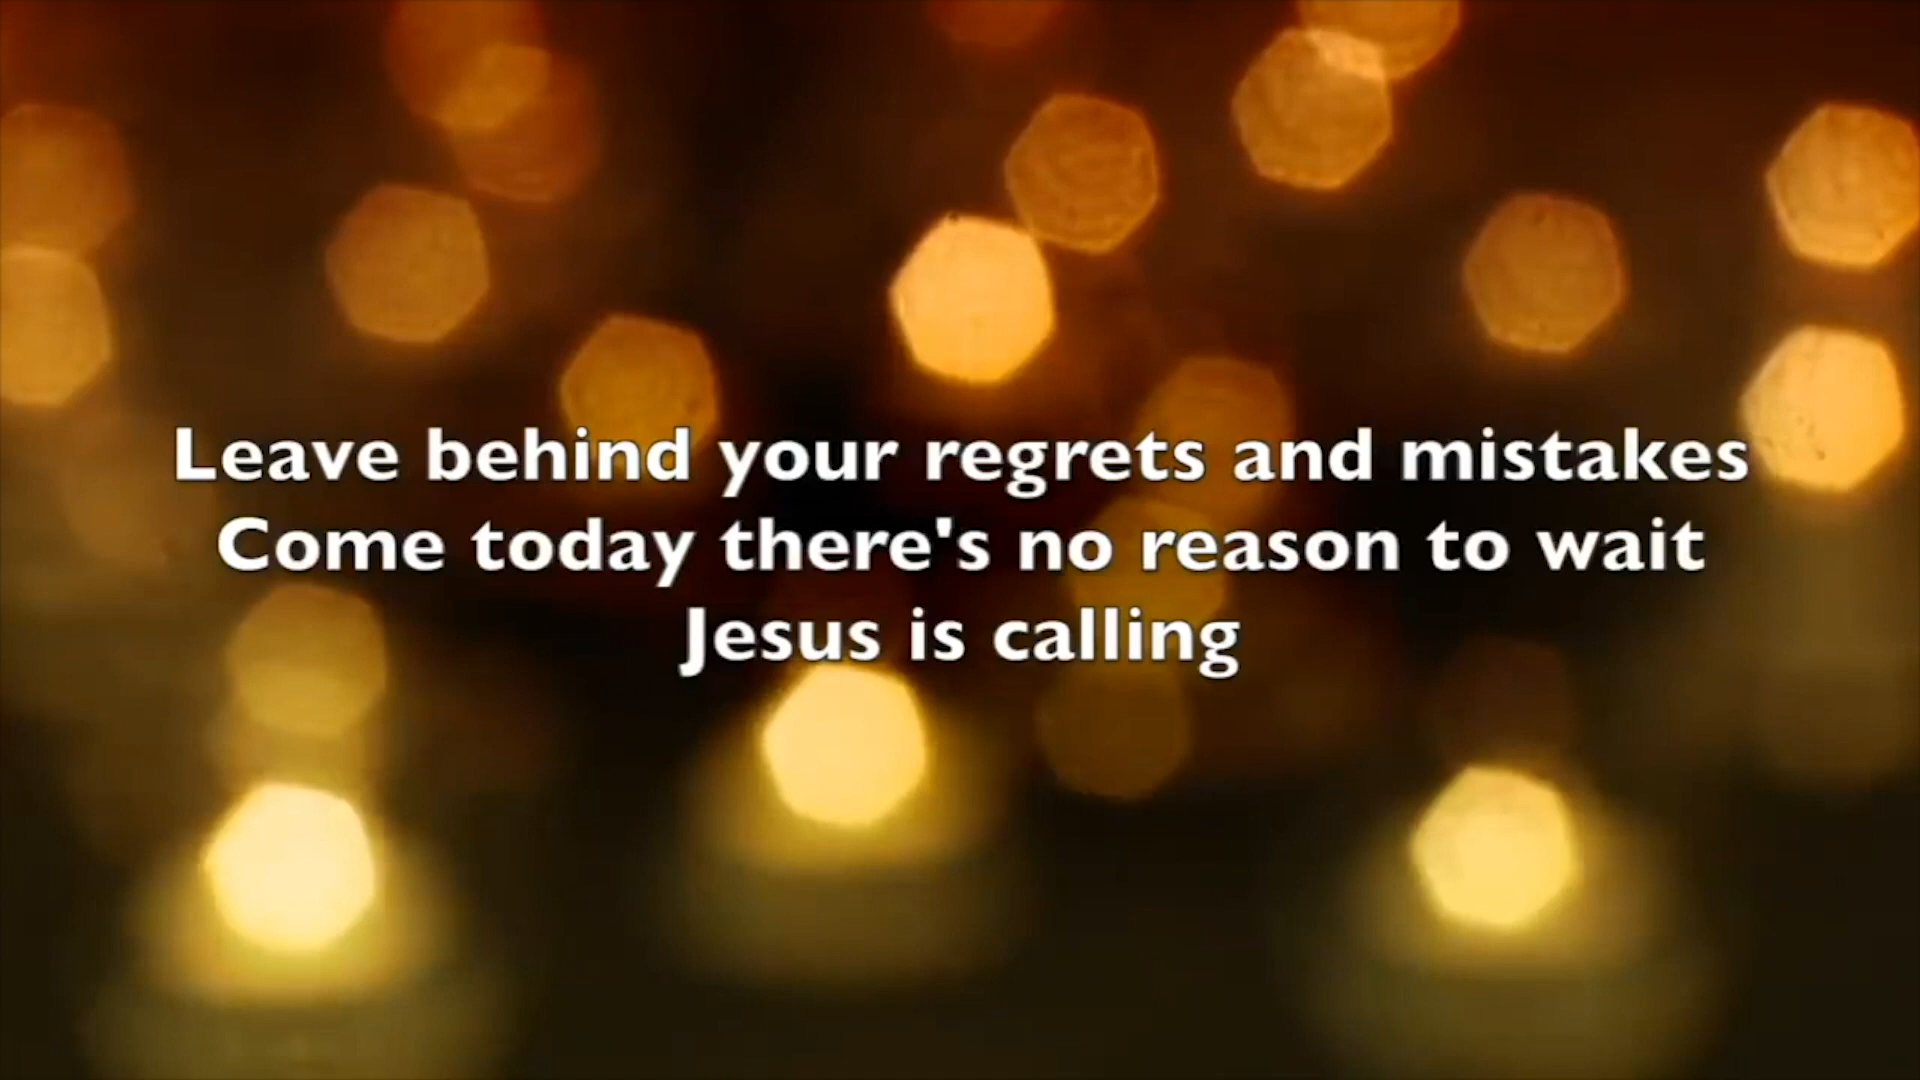 Leave behind your regrets and mistakes
Come today there's no reason to wait
Jesus is calling